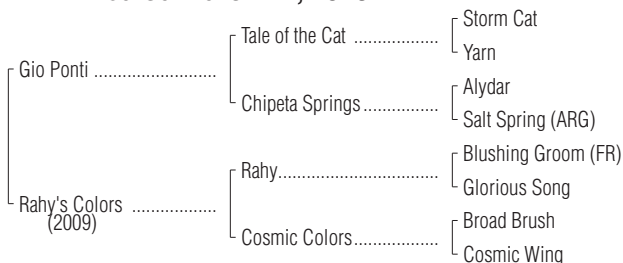 Storm Cat
Tale of the Cat ..................
Yarn
Gio Ponti ..........................
Alydar
Chipeta Springs................
Salt Spring (ARG)
Blushing Groom (FR)
Rahy..................................
Glorious Song
Rahy's Colors ..................
(2009)
Broad Brush
Cosmic Colors..................
Cosmic Wing